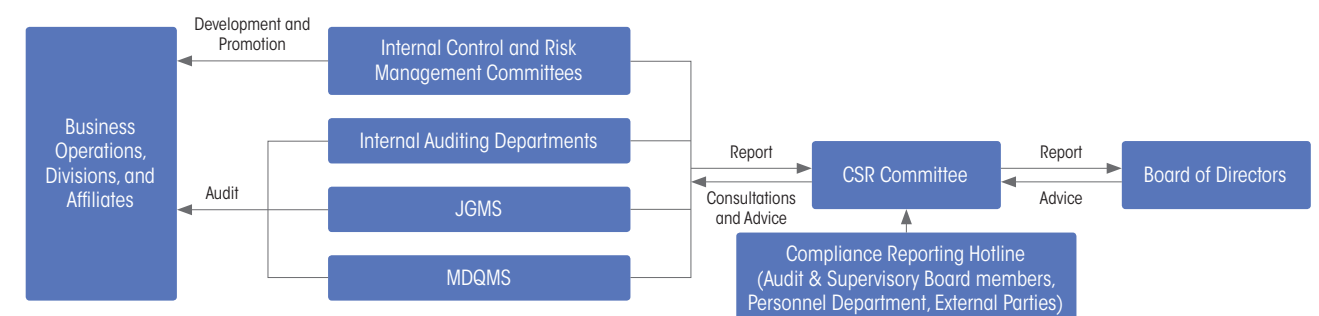 Development and
Promotion
Internal Control and Risk
Management Committees
Business
Operations,
Divisions, and
Affiliates
Internal Auditing Departments
Audit
JGMS
MDQMS
Report
Consultations
and Advice
CSR Committee
Report
Advice
Board of Directors
Compliance Reporting Hotline
(Audit & Supervisory Board members,
Personnel Department, External Parties)